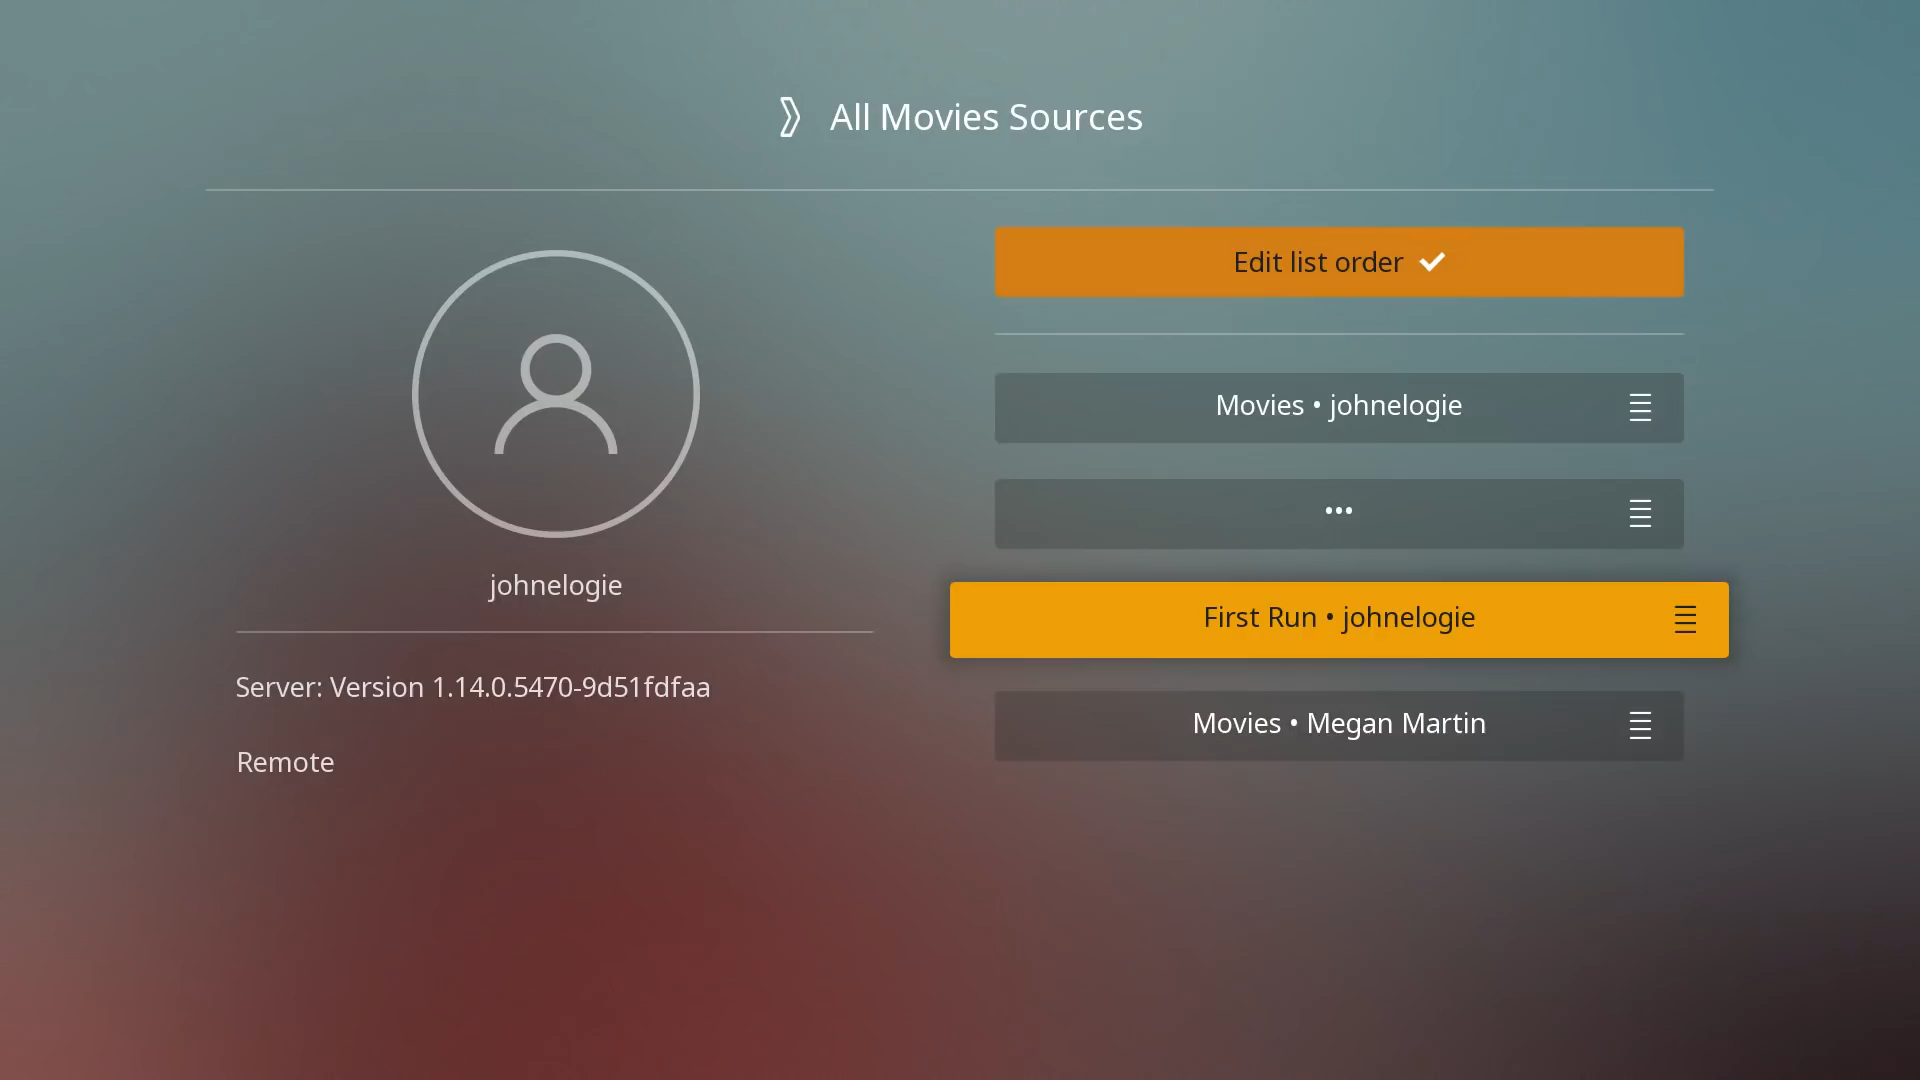 All Movies Sources
johnelogie
Server: Version 1.14.0.5470-9d51fdfaa
Remote
Edit list order
Movies • johnelogie
•••
First Run • johnelogie
Movies • Megan Martin